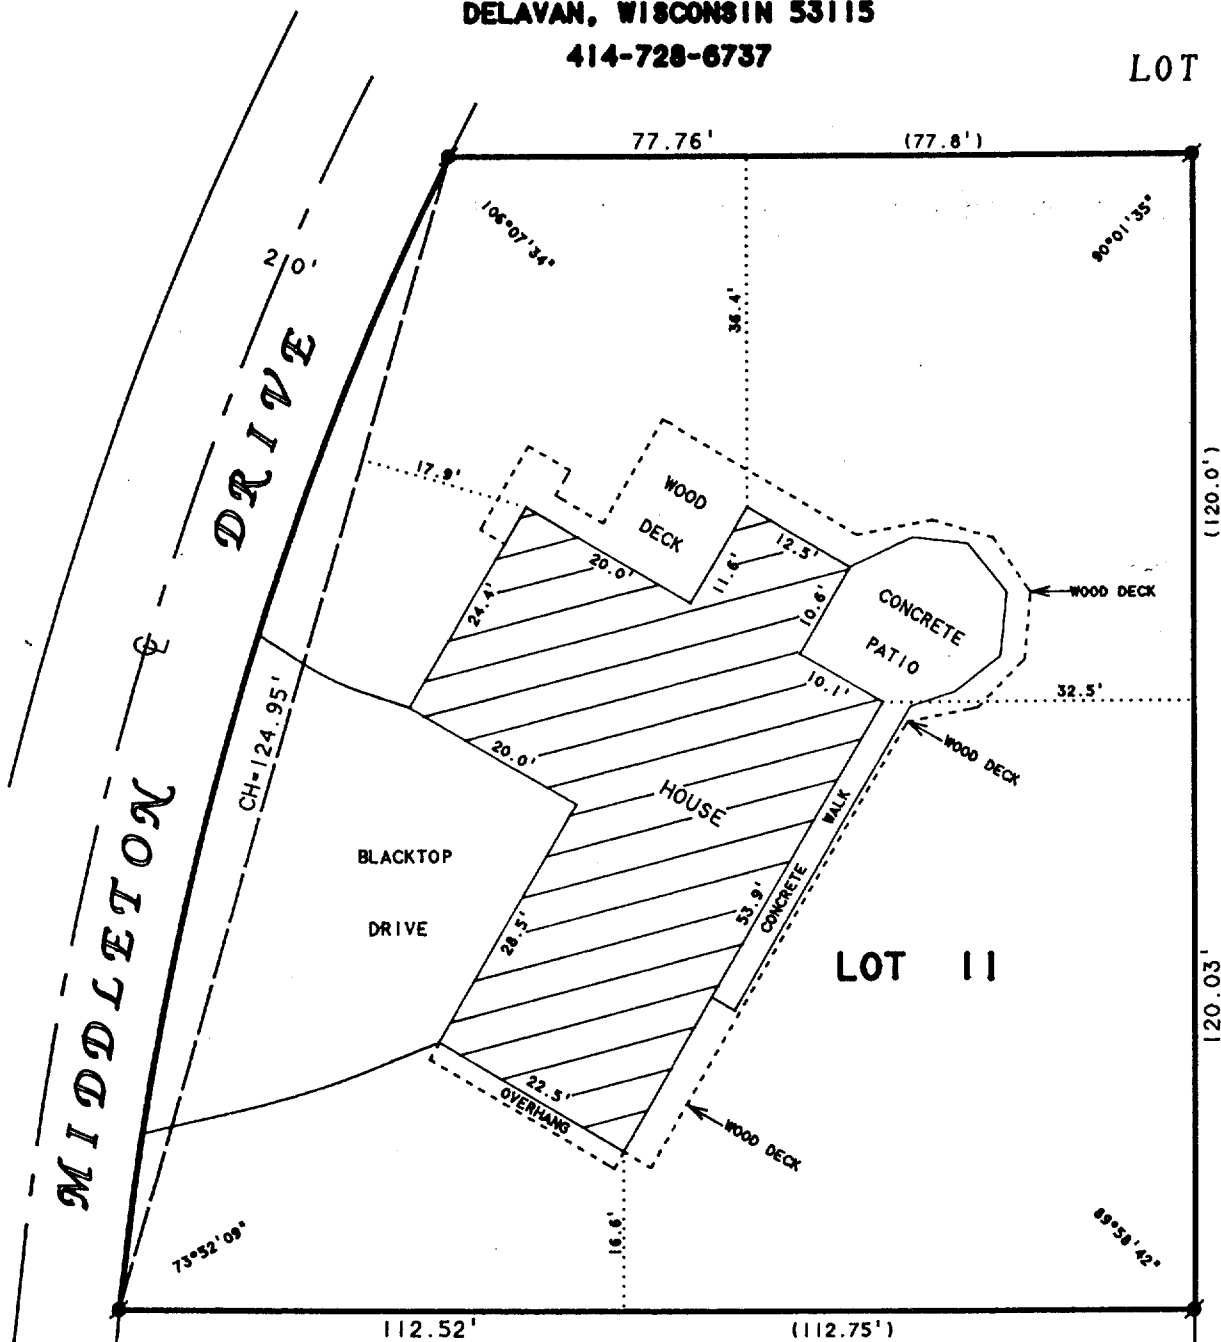 DELAVAN, WISCONSIN 53115
414-728-6737
LOT
77.76' (77.8')
106°07'34"
90°01'35"
20'
36.4'
MIDDLETON DRIVE
17.9'
WOOD
DECK
12.5'
20.0'
11.6'
24.4'
10.6'
CONCRETE
PATIO
WOOD DECK
(120.0')
℄
10.1'
32.5'
CH=124.95'
20.0'
WOOD DECK
HOUSE
CONCRETE WALK
BLACKTOP
DRIVE
28.5'
53.9'
LOT 11
120.03'
22.5'
OVERHANG
WOOD DECK
16.6'
73°52'09"
89°58'42"
112.52' (112.75')